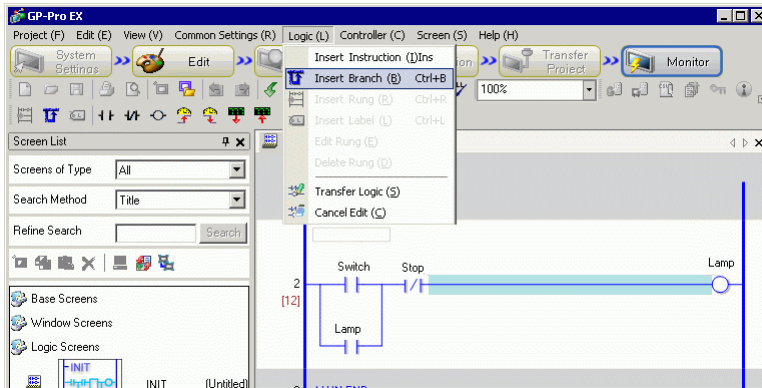 GP-Pro EX
Project (F) Edit (E) View (V) Common Settings (R) Logic (L) Controller (C) Screen (S) Help (H)
System Settings
Edit
Transfer Project
Monitor
Insert Instruction (I)Ins
Insert Branch (B) Ctrl+B
Insert Rung (R) Ctrl+R
Insert Label (L) Ctrl+L
Edit Rung (E)
Delete Rung (D)
Transfer Logic (S)
Cancel Edit (C)
100%
Screen List
Screens of Type All
Search Method Title
Refine Search Search
Base Screens
Window Screens
Logic Screens
INIT
INIT (Untitled)
Switch Stop Lamp
2
[12]
Lamp